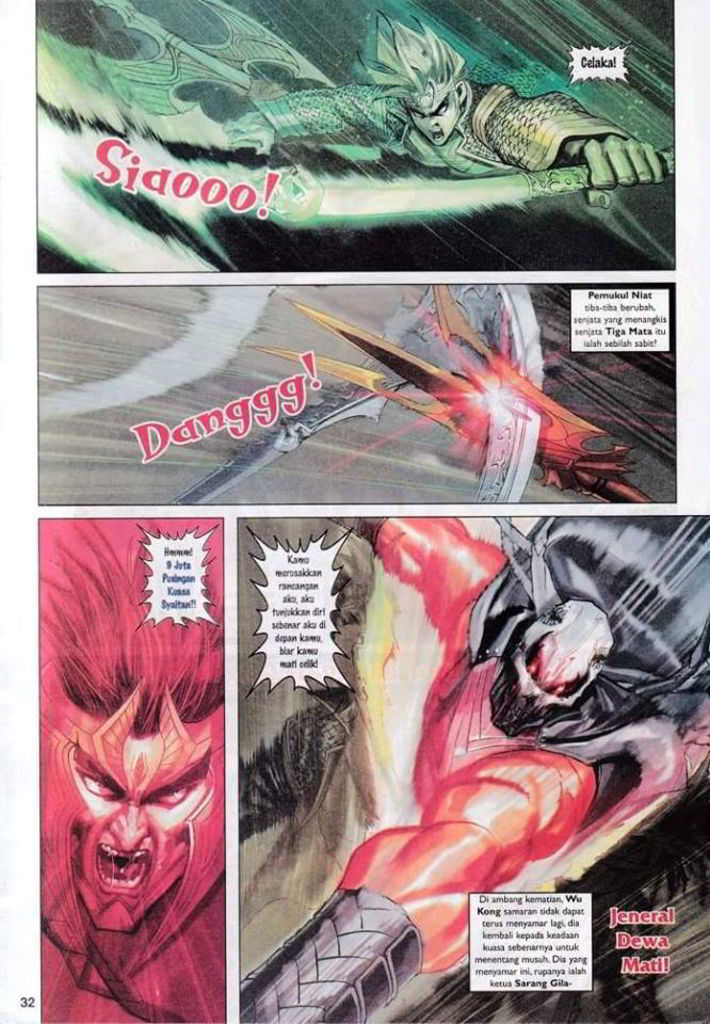 Celaka!
Siaooo!
Pemukul Niat
tiba-tiba berubah,
senjata yang menangkis
senjata Tiga Mata itu
ialah sebilah sabit?
Danggg!
Hmmm!
9 Juta
Pusingan
Kuasa
Syaitan?!
Kamu
merosakkan
rancangan
aku, aku
tunjukkan diri
sebenar aku di
depan kamu,
biar kamu
mati celik!
Di ambang kematian, Wu
Kong samaran tidak dapat
terus menyamar lagi, dia
kembali kepada keadaan
kuasa sebenarnya untuk
menentang musuh. Dia yang
menyamar ini, rupanya ialah
ketua Sarang Gila-
Jeneral
Dewa
Mati!
32